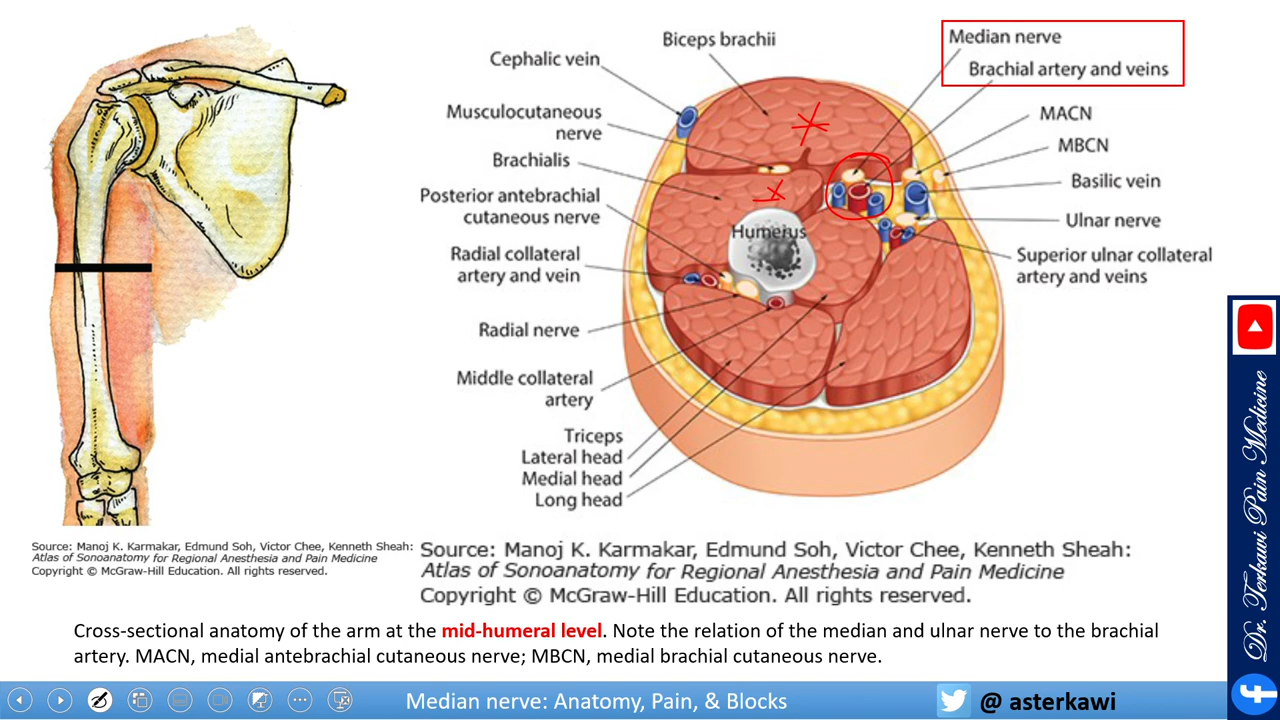 Biceps brachii
Cephalic vein
Musculocutaneous
nerve
Brachialis
Posterior antebrachial
cutaneous nerve
Radial collateral
artery and vein
Radial nerve
Middle collateral
artery
Triceps
Lateral head
Medial head
Long head
Humerus
Median nerve
Brachial artery and veins
MACN
MBCN
Basilic vein
Ulnar nerve
Superior ulnar collateral
artery and veins
Source: Manoj K. Karmakar, Edmund Soh, Victor Chee, Kenneth Sheah:
Atlas of Sonoanatomy for Regional Anesthesia and Pain Medicine
Copyright © McGraw-Hill Education. All rights reserved.
Source: Manoj K. Karmakar, Edmund Soh, Victor Chee, Kenneth Sheah:
Atlas of Sonoanatomy for Regional Anesthesia and Pain Medicine
Copyright © McGraw-Hill Education. All rights reserved.
Cross-sectional anatomy of the arm at the mid-humeral level. Note the relation of the median and ulnar nerve to the brachial
artery. MACN, medial antebrachial cutaneous nerve; MBCN, medial brachial cutaneous nerve.
Median nerve: Anatomy, Pain, & Blocks
@ asterkawi
Dr. Terkawi Pain Medicine